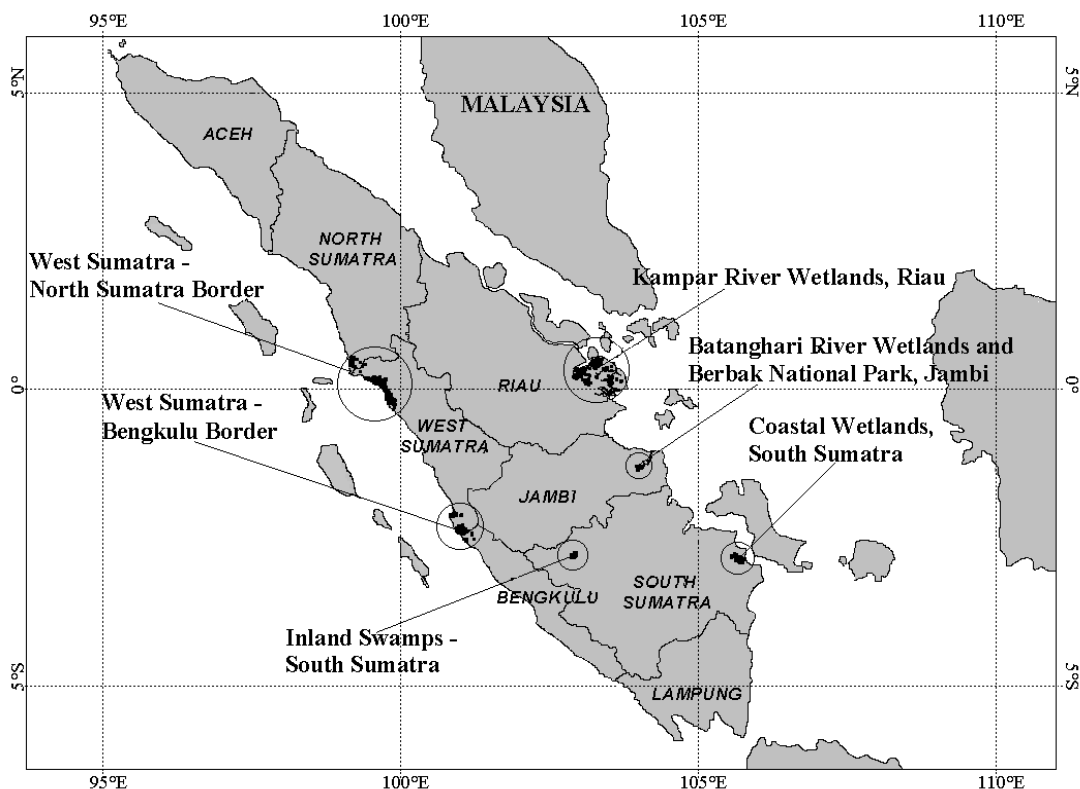 95°E 100°E 105°E 110°E
5°N 5°N
MALAYSIA
ACEH
NORTH
SUMATRA
West Sumatra -
North Sumatra Border
Kampar River Wetlands, Riau
Batanghari River Wetlands and
Berbak National Park, Jambi
0° 0°
RIAU
West Sumatra -
Bengkulu Border
WEST
SUMATRA
Coastal Wetlands,
South Sumatra
JAMBI
SOUTH
SUMATRA
BENGKULU
Inland Swamps -
South Sumatra
LAMPUNG
5°S 5°S
95°E 100°E 105°E 110°E